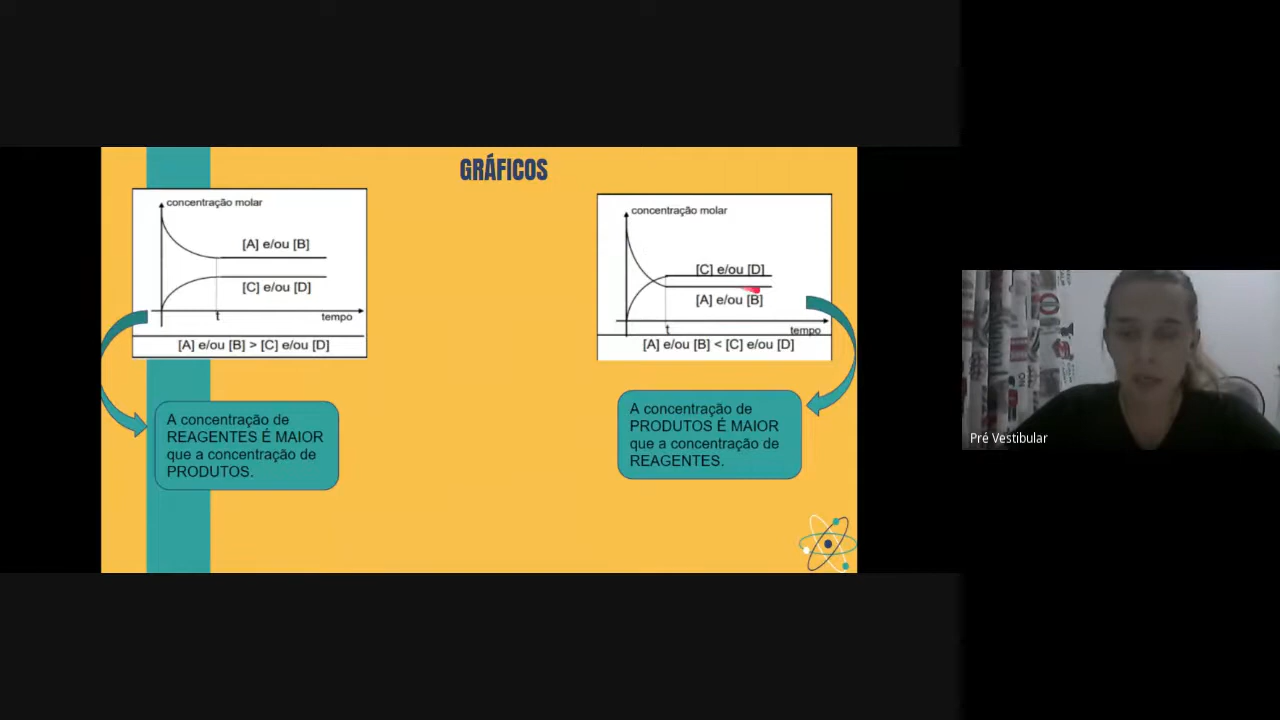 GRÁFICOS
concentração molar
[A] e/ou [B]
[C] e/ou [D]
t
tempo
[A] e/ou [B] > [C] e/ou [D]
A concentração de
REAGENTES É MAIOR
que a concentração de
PRODUTOS.
concentração molar
[C] e/ou [D]
[A] e/ou [B]
t
tempo
[A] e/ou [B] < [C] e/ou [D]
A concentração de
PRODUTOS É MAIOR
que a concentração de
REAGENTES.
Pré Vestibular